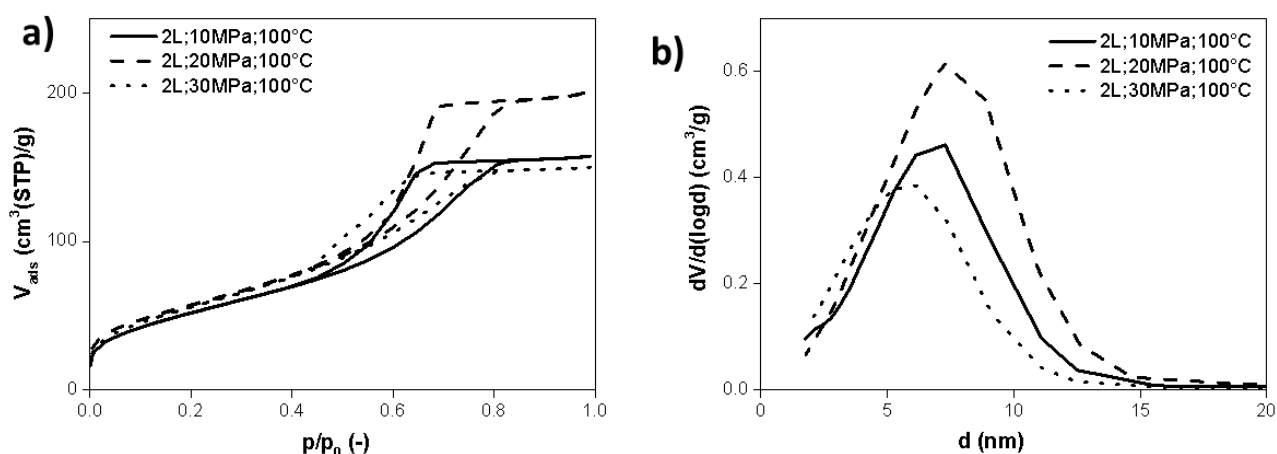 a)
2L;10MPa;100°C
2L;20MPa;100°C
2L;30MPa;100°C
200
100
0
V_ads (cm³(STP)/g)
0.0 0.2 0.4 0.6 0.8 1.0
p/p₀ (-)
b)
2L;10MPa;100°C
2L;20MPa;100°C
2L;30MPa;100°C
0.6
0.4
0.2
0.0
dV/d(logd) (cm³/g)
0 5 10 15 20
d (nm)